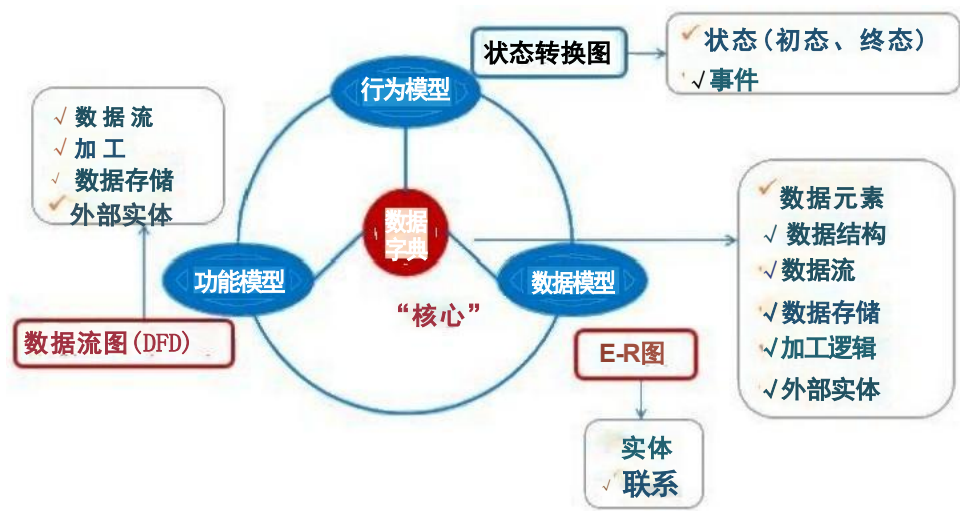 状态转换图
√状态(初态、终态)
√事件
行为模型
√数据流
√加工
√数据存储
√外部实体
数据
字典
功能模型
数据模型
“核心”
数据流图(DFD)
E-R图
实体
√联系
√数据元素
√数据结构
√数据流
√数据存储
√加工逻辑
√外部实体